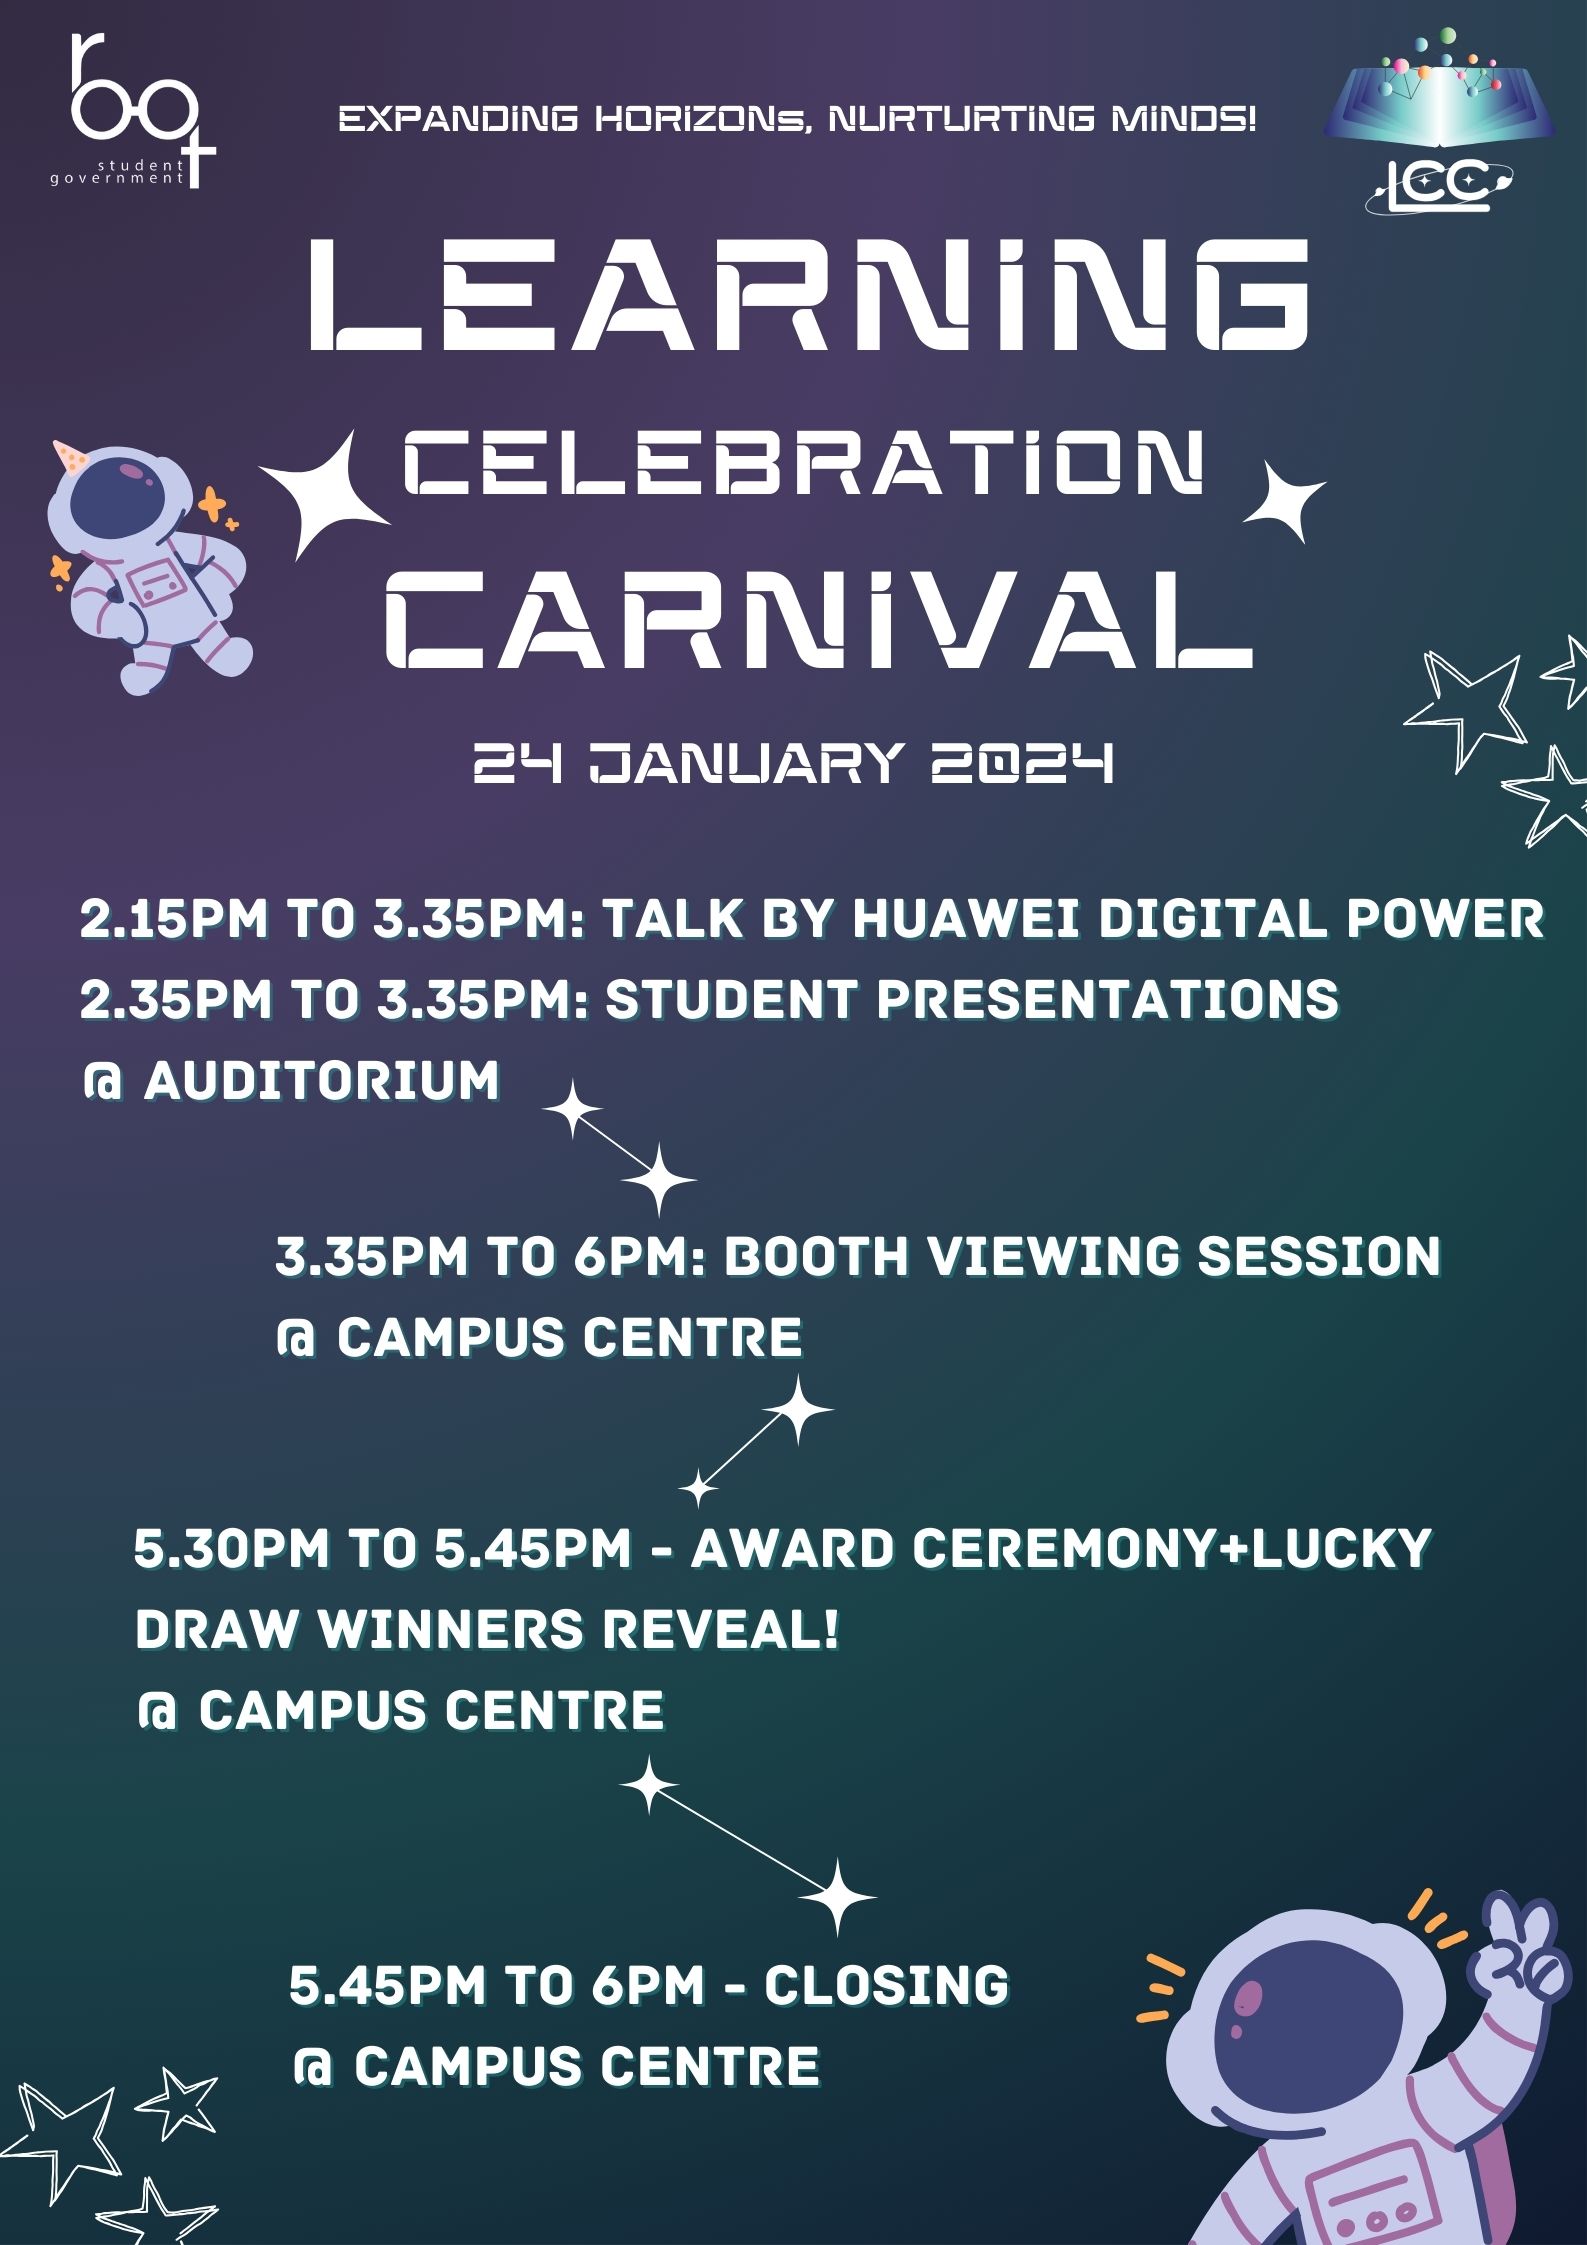 root
student
government
EXPANDiNG HORiZONs, NURTURTiNG MiNDS!
LCC
LEARNiNG
CELEBRATiON
CARNiVAL
24 JANUARY 2024
2.15PM TO 3.35PM: TALK BY HUAWEI DIGITAL POWER
2.35PM TO 3.35PM: STUDENT PRESENTATIONS
@ AUDITORIUM
3.35PM TO 6PM: BOOTH VIEWING SESSION
@ CAMPUS CENTRE
5.30PM TO 5.45PM - AWARD CEREMONY+LUCKY
DRAW WINNERS REVEAL!
@ CAMPUS CENTRE
5.45PM TO 6PM - CLOSING
@ CAMPUS CENTRE